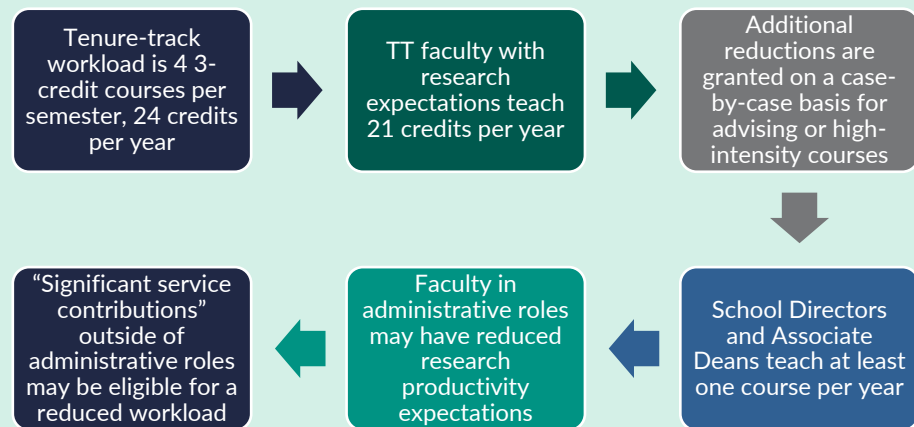 Tenure-track
workload is 4 3-
credit courses per
semester, 24 credits
per year
TT faculty with
research
expectations teach
21 credits per year
Additional
reductions are
granted on a case-
by-case basis for
advising or high-
intensity courses
School Directors
and Associate
Deans teach at least
one course per year
Faculty in
administrative roles
may have reduced
research
productivity
expectations
“Significant service
contributions”
outside of
administrative roles
may be eligible for a
reduced workload